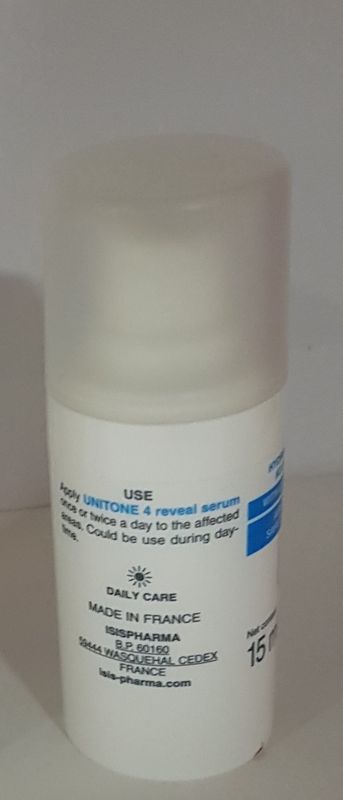 USE
Apply UNITONE 4 reveal serum
once or twice a day to the affected
areas. Could be use during day-
time.
DAILY CARE
MADE IN FRANCE
ISISPHARMA
B.P. 60160
59444 WASQUEHAL CEDEX
FRANCE
isis-pharma.com
Net
15